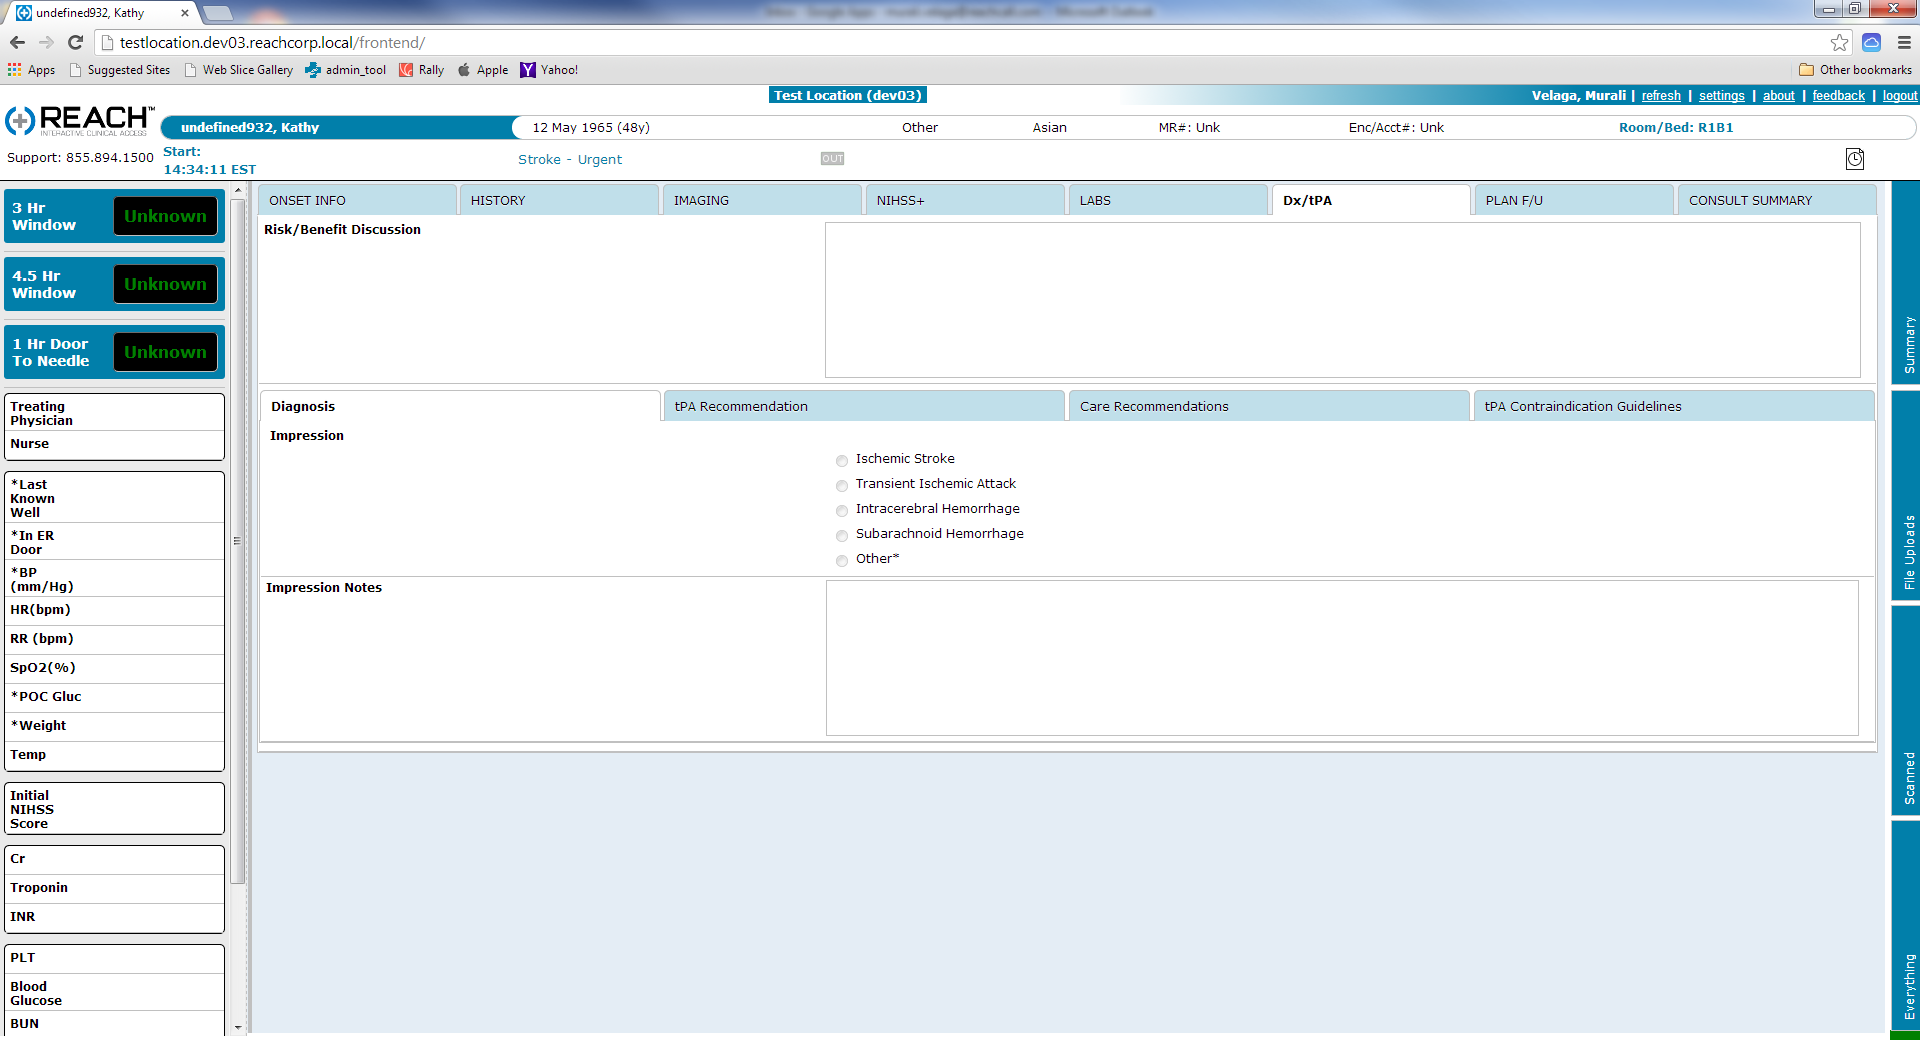 undefined932, Kathy
testlocation.dev03.reachcorp.local/frontend/
Apps Suggested Sites Web Slice Gallery admin_tool Rally Apple Yahoo! Other bookmarks
Test Location (dev03)
Velaga, Murali | refresh | settings | about | feedback | logout
REACH™
INTERACTIVE CLINICAL ACCESS
undefined932, Kathy 12 May 1965 (48y) Other Asian MR#: Unk Enc/Acct#: Unk Room/Bed: R1B1
Support: 855.894.1500
Start:
14:34:11 EST
Stroke - Urgent
OUT
3 Hr
Window
Unknown
4.5 Hr
Window
Unknown
1 Hr Door
To Needle
Unknown
Treating
Physician
Nurse
*Last
Known
Well
*In ER
Door
*BP
(mm/Hg)
HR(bpm)
RR (bpm)
SpO2(%)
*POC Gluc
*Weight
Temp
Initial
NIHSS
Score
Cr
Troponin
INR
PLT
Blood
Glucose
BUN
ONSET INFO HISTORY IMAGING NIHSS+ LABS Dx/tPA PLAN F/U CONSULT SUMMARY
Risk/Benefit Discussion
Diagnosis tPA Recommendation Care Recommendations tPA Contraindication Guidelines
Impression
Ischemic Stroke
Transient Ischemic Attack
Intracerebral Hemorrhage
Subarachnoid Hemorrhage
Other*
Impression Notes
Summary
File Uploads
Scanned
Everything